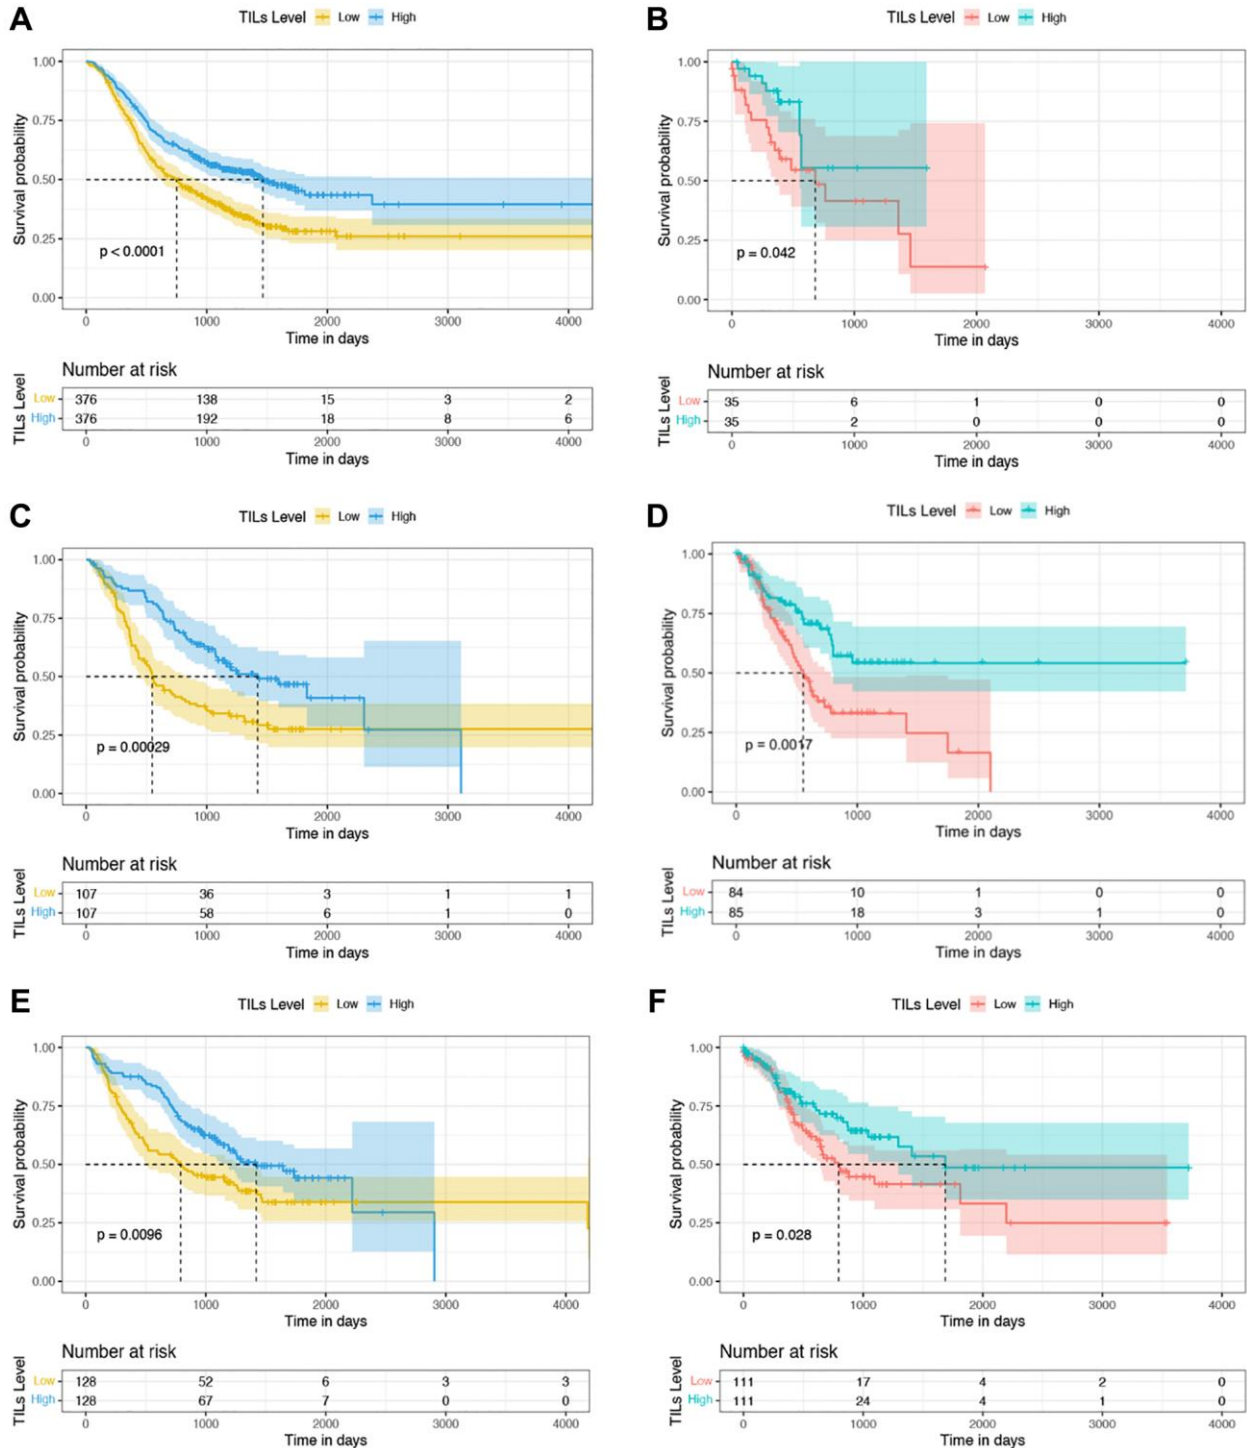 A
TILs Level Low High
Survival probability
1.00
0.75
0.50
0.25
0.00
p < 0.0001
0 1000 2000 3000 4000
Time in days
Number at risk
TILs Level
Low 376 138 15 3 2
High 376 192 18 8 6
0 1000 2000 3000 4000
Time in days
B
TILs Level Low High
Survival probability
1.00
0.75
0.50
0.25
0.00
p = 0.042
0 1000 2000 3000 4000
Time in days
Number at risk
TILs Level
Low 35 6 1 0 0
High 35 2 0 0 0
0 1000 2000 3000 4000
Time in days
C
TILs Level Low High
Survival probability
1.00
0.75
0.50
0.25
0.00
p = 0.00029
0 1000 2000 3000 4000
Time in days
Number at risk
TILs Level
Low 107 36 3 1 1
High 107 58 6 1 0
0 1000 2000 3000 4000
Time in days
D
TILs Level Low High
Survival probability
1.00
0.75
0.50
0.25
0.00
p = 0.0017
0 1000 2000 3000 4000
Time in days
Number at risk
TILs Level
Low 84 10 1 0 0
High 85 18 3 1 0
0 1000 2000 3000 4000
Time in days
E
TILs Level Low High
Survival probability
1.00
0.75
0.50
0.25
0.00
p = 0.0096
0 1000 2000 3000 4000
Time in days
Number at risk
TILs Level
Low 128 52 6 3 3
High 128 67 7 0 0
0 1000 2000 3000 4000
Time in days
F
TILs Level Low High
Survival probability
1.00
0.75
0.50
0.25
0.00
p = 0.028
0 1000 2000 3000 4000
Time in days
Number at risk
TILs Level
Low 111 17 4 2 0
High 111 24 4 1 0
0 1000 2000 3000 4000
Time in days